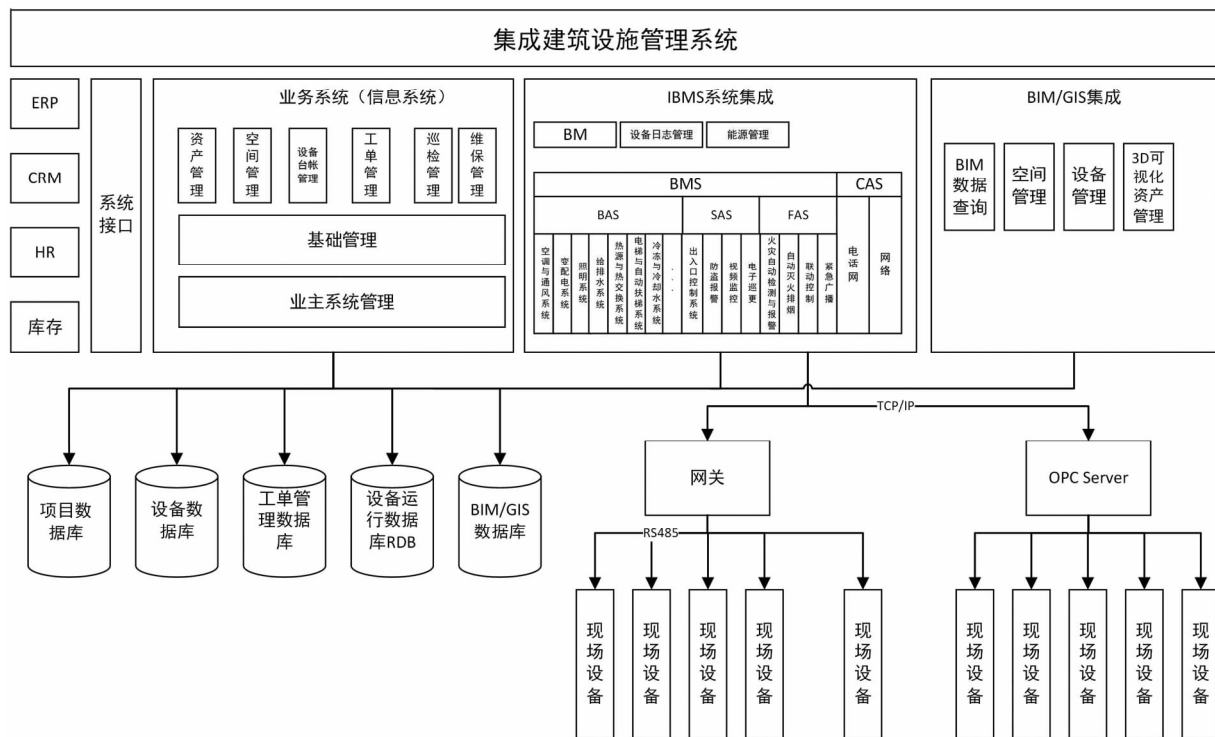 集成建筑设施管理系统
ERP
CRM
HR
库存
系统
接口
业务系统（信息系统）
资产管理
空间管理
设备
台帐
管理
工单管理
巡检管理
维保管理
基础管理
业主系统管理
IBMS系统集成
BM
设备日志管理
能源管理
BMS
CAS
BAS
SAS
FAS
空调与通风系统
变配电系统
照明系统
给排水系统
热源与热交换系统
电梯与自动扶梯系统
冷冻与冷却水系统
...
出入口控制系统
防盗报警
视频监控
电子巡更
火灾自动检测与报警
自动灭火排烟
联动控制
紧急广播
电话网
网络
BIM/GIS集成
BIM
数据
查询
空间
管理
设备
管理
3D可
视化
资产
管理
TCP/IP
项目数
据库
设备数
据库
工单管
理数据
库
设备运
行数据
库RDB
BIM/GIS
数据库
网关
OPC Server
RS485
现场设备
现场设备
现场设备
现场设备
现场设备
现场设备
现场设备
现场设备
现场设备
现场设备